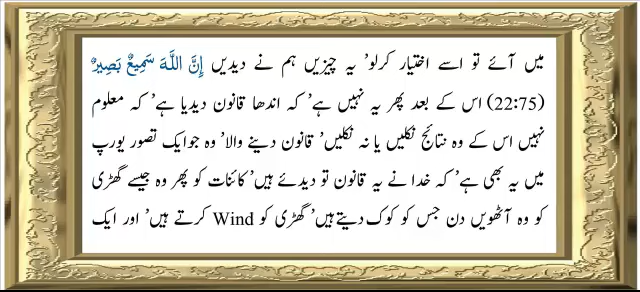 میں آئے تو اسے اختیار کرلو’ یہ چیزیں ہم نے دیدیں إِنَّ اللَّهَ سَمِيعٌ بَصِيرٌ
(22:75) اس کے بعد پھر یہ نہیں ہے’ کہ اندھا قانون دیدیا ہے’ کہ معلوم
نہیں اس کے وہ نتائج نکلیں یا نہ نکلیں’ قانون دینے والا’ وہ جوایک تصور یورپ
میں یہ بھی ہے’ کہ خدا نے یہ قانون تو دیدئے ہیں’ کائنات کو پھر وہ جیسے گھڑی
کو وہ آٹھویں دن جس کو کوک دیتے ہیں’ گھڑی کو Wind کرتے ہیں’ اور ایک